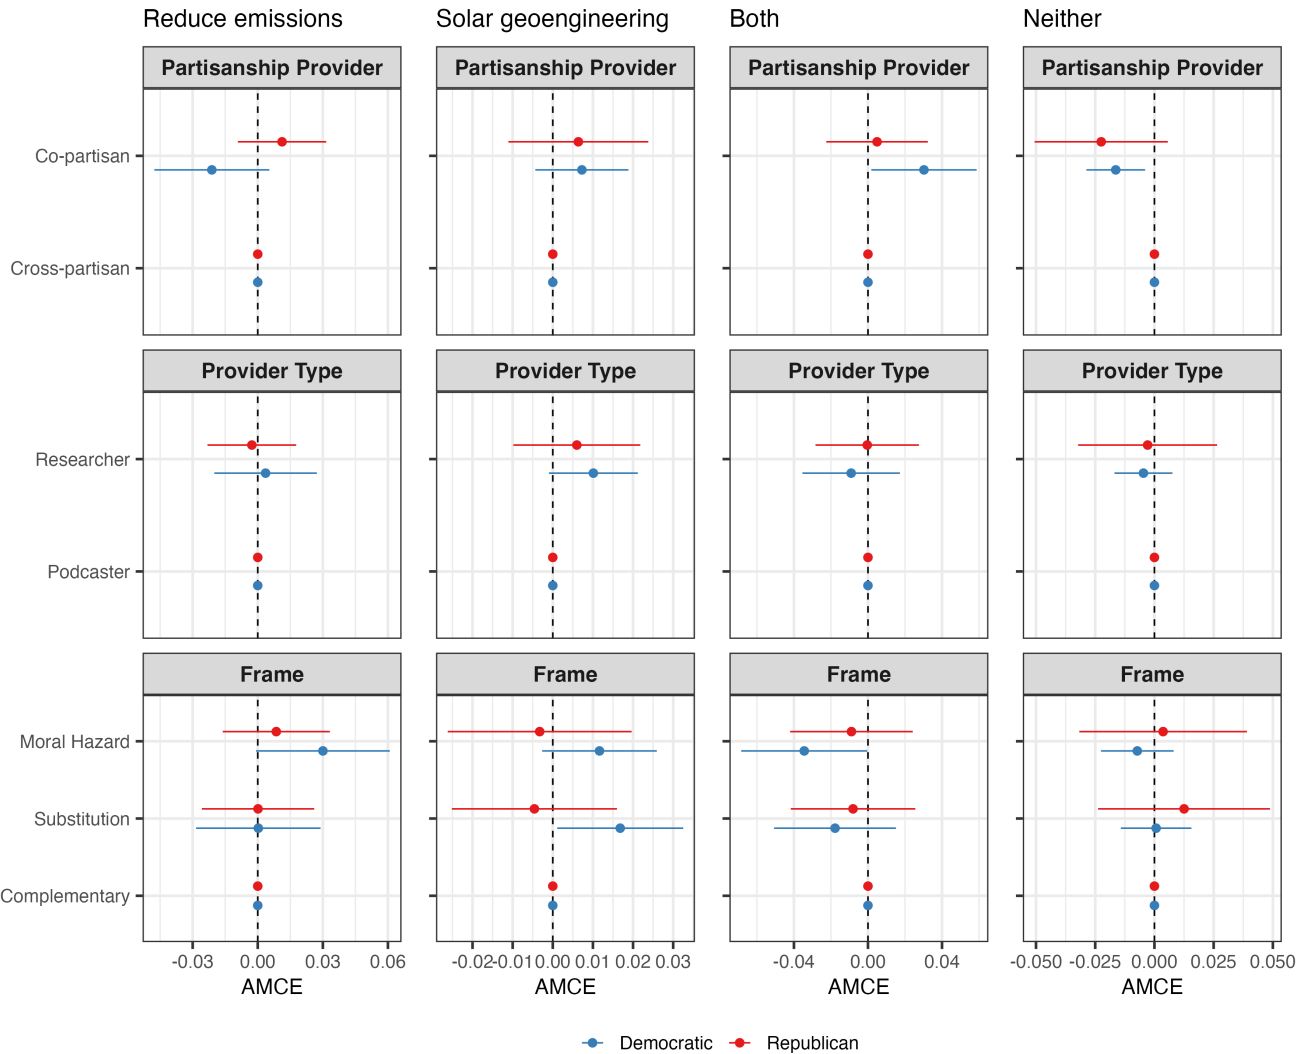 Reduce emissions Solar geoengineering Both Neither
Partisanship Provider Partisanship Provider Partisanship Provider Partisanship Provider
Co-partisan
Cross-partisan
Provider Type Provider Type Provider Type Provider Type
Researcher
Podcaster
Frame Frame Frame Frame
Moral Hazard
Substitution
Complementary
-0.03 0.00 0.03 0.06 -0.02 -0.01 0.00 0.01 0.02 0.03 -0.04 0.00 0.04 -0.050 -0.025 0.000 0.025 0.050
AMCE AMCE AMCE AMCE
Democratic Republican